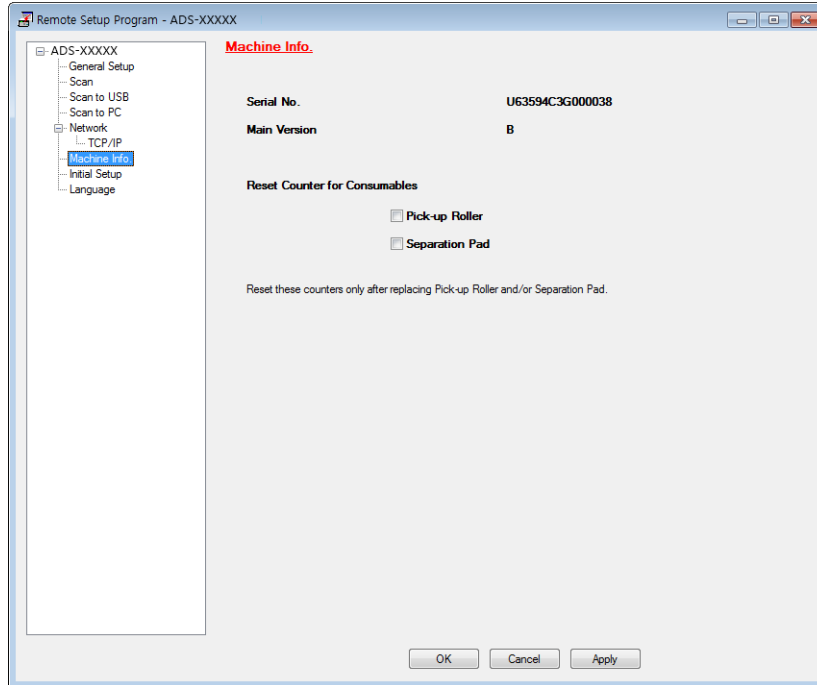 Remote Setup Program - ADS-XXXXX
ADS-XXXXX
General Setup
Scan
Scan to USB
Scan to PC
Network
TCP/IP
Machine Info.
Initial Setup
Language
Machine Info.
Serial No. U63594C3G000038
Main Version B
Reset Counter for Consumables
Pick-up Roller
Separation Pad
Reset these counters only after replacing Pick-up Roller and/or Separation Pad.
OK Cancel Apply